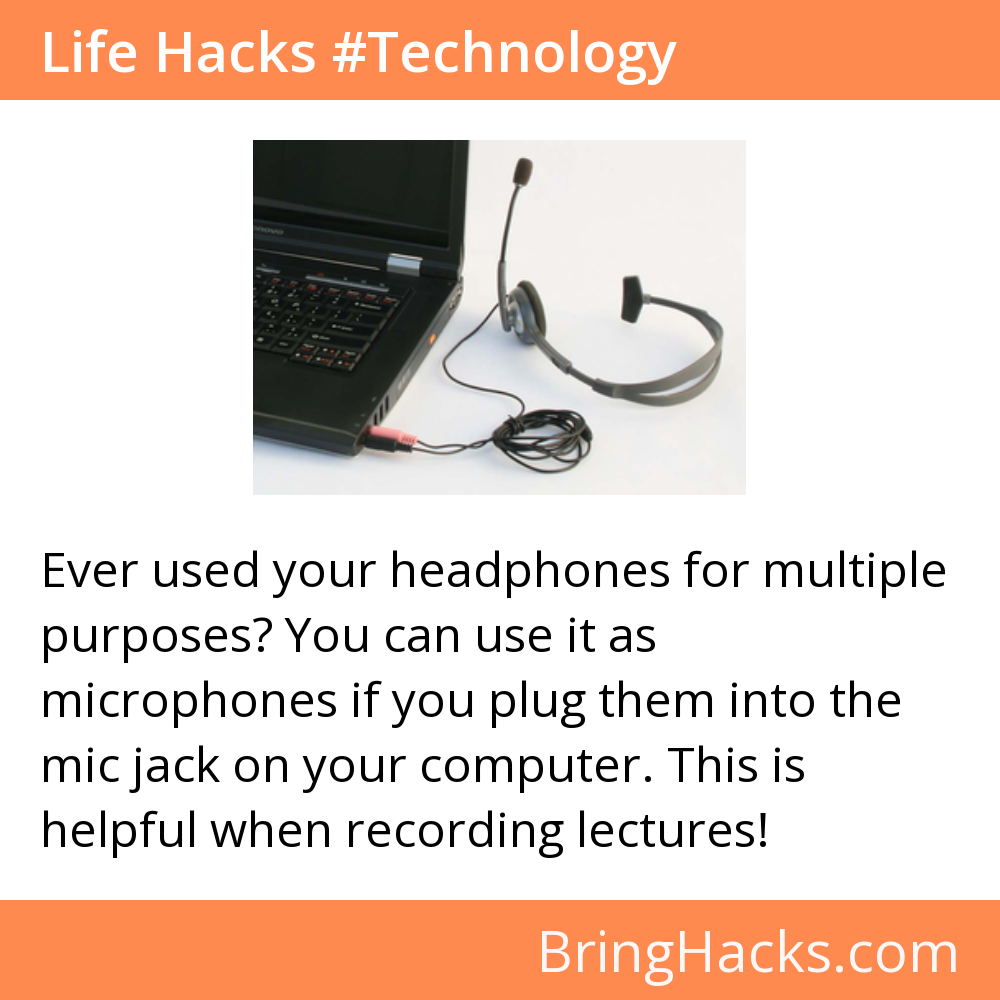 Life Hacks #Technology
enovo
Ever used your headphones for multiple
purposes? You can use it as
microphones if you plug them into the
mic jack on your computer. This is
helpful when recording lectures!
BringHacks.com